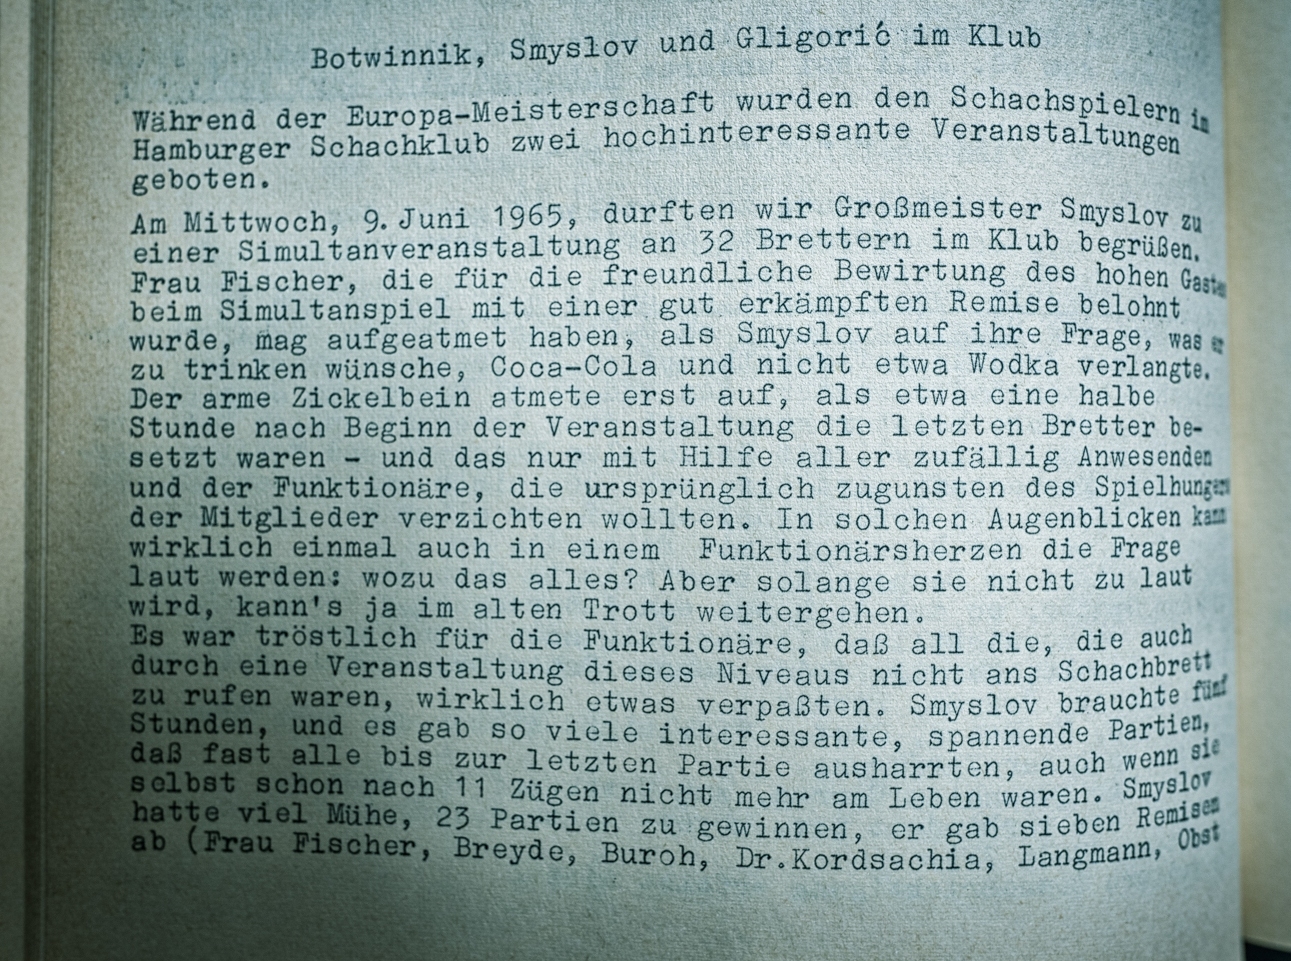 Botwinnik, Smyslov und Gligorić im Klub
Während der Europa-Meisterschaft wurden den Schachspielern im
Hamburger Schachklub zwei hochinteressante Veranstaltungen
geboten.
Am Mittwoch, 9. Juni 1965, durften wir Großmeister Smyslov zu
einer Simultanveranstaltung an 32 Brettern im Klub begrüßen.
Frau Fischer, die für die freundliche Bewirtung des hohen Gastes
beim Simultanspiel mit einer gut erkämpften Remise belohnt
wurde, mag aufgeatmet haben, als Smyslov auf ihre Frage, was er
zu trinken wünsche, Coca-Cola und nicht etwa Wodka verlangte.
Der arme Zickelbein atmete erst auf, als etwa eine halbe
Stunde nach Beginn der Veranstaltung die letzten Bretter be-
setzt waren - und das nur mit Hilfe aller zufällig Anwesenden
und der Funktionäre, die ursprünglich zugunsten des Spielhungers
der Mitglieder verzichten wollten. In solchen Augenblicken kann
wirklich einmal auch in einem Funktionärsherzen die Frage
laut werden: wozu das alles? Aber solange sie nicht zu laut
wird, kann's ja im alten Trott weitergehen.
Es war tröstlich für die Funktionäre, daß all die, die auch
durch eine Veranstaltung dieses Niveaus nicht ans Schachbrett
zu rufen waren, wirklich etwas verpaßten. Smyslov brauchte fünf
Stunden, und es gab so viele interessante, spannende Partien,
daß fast alle bis zur letzten Partie ausharrten, auch wenn sie
selbst schon nach 11 Zügen nicht mehr am Leben waren. Smyslov
hatte viel Mühe, 23 Partien zu gewinnen, er gab sieben Remisen
ab (Frau Fischer, Breyde, Buroh, Dr.Kordsachia, Langmann, Obst